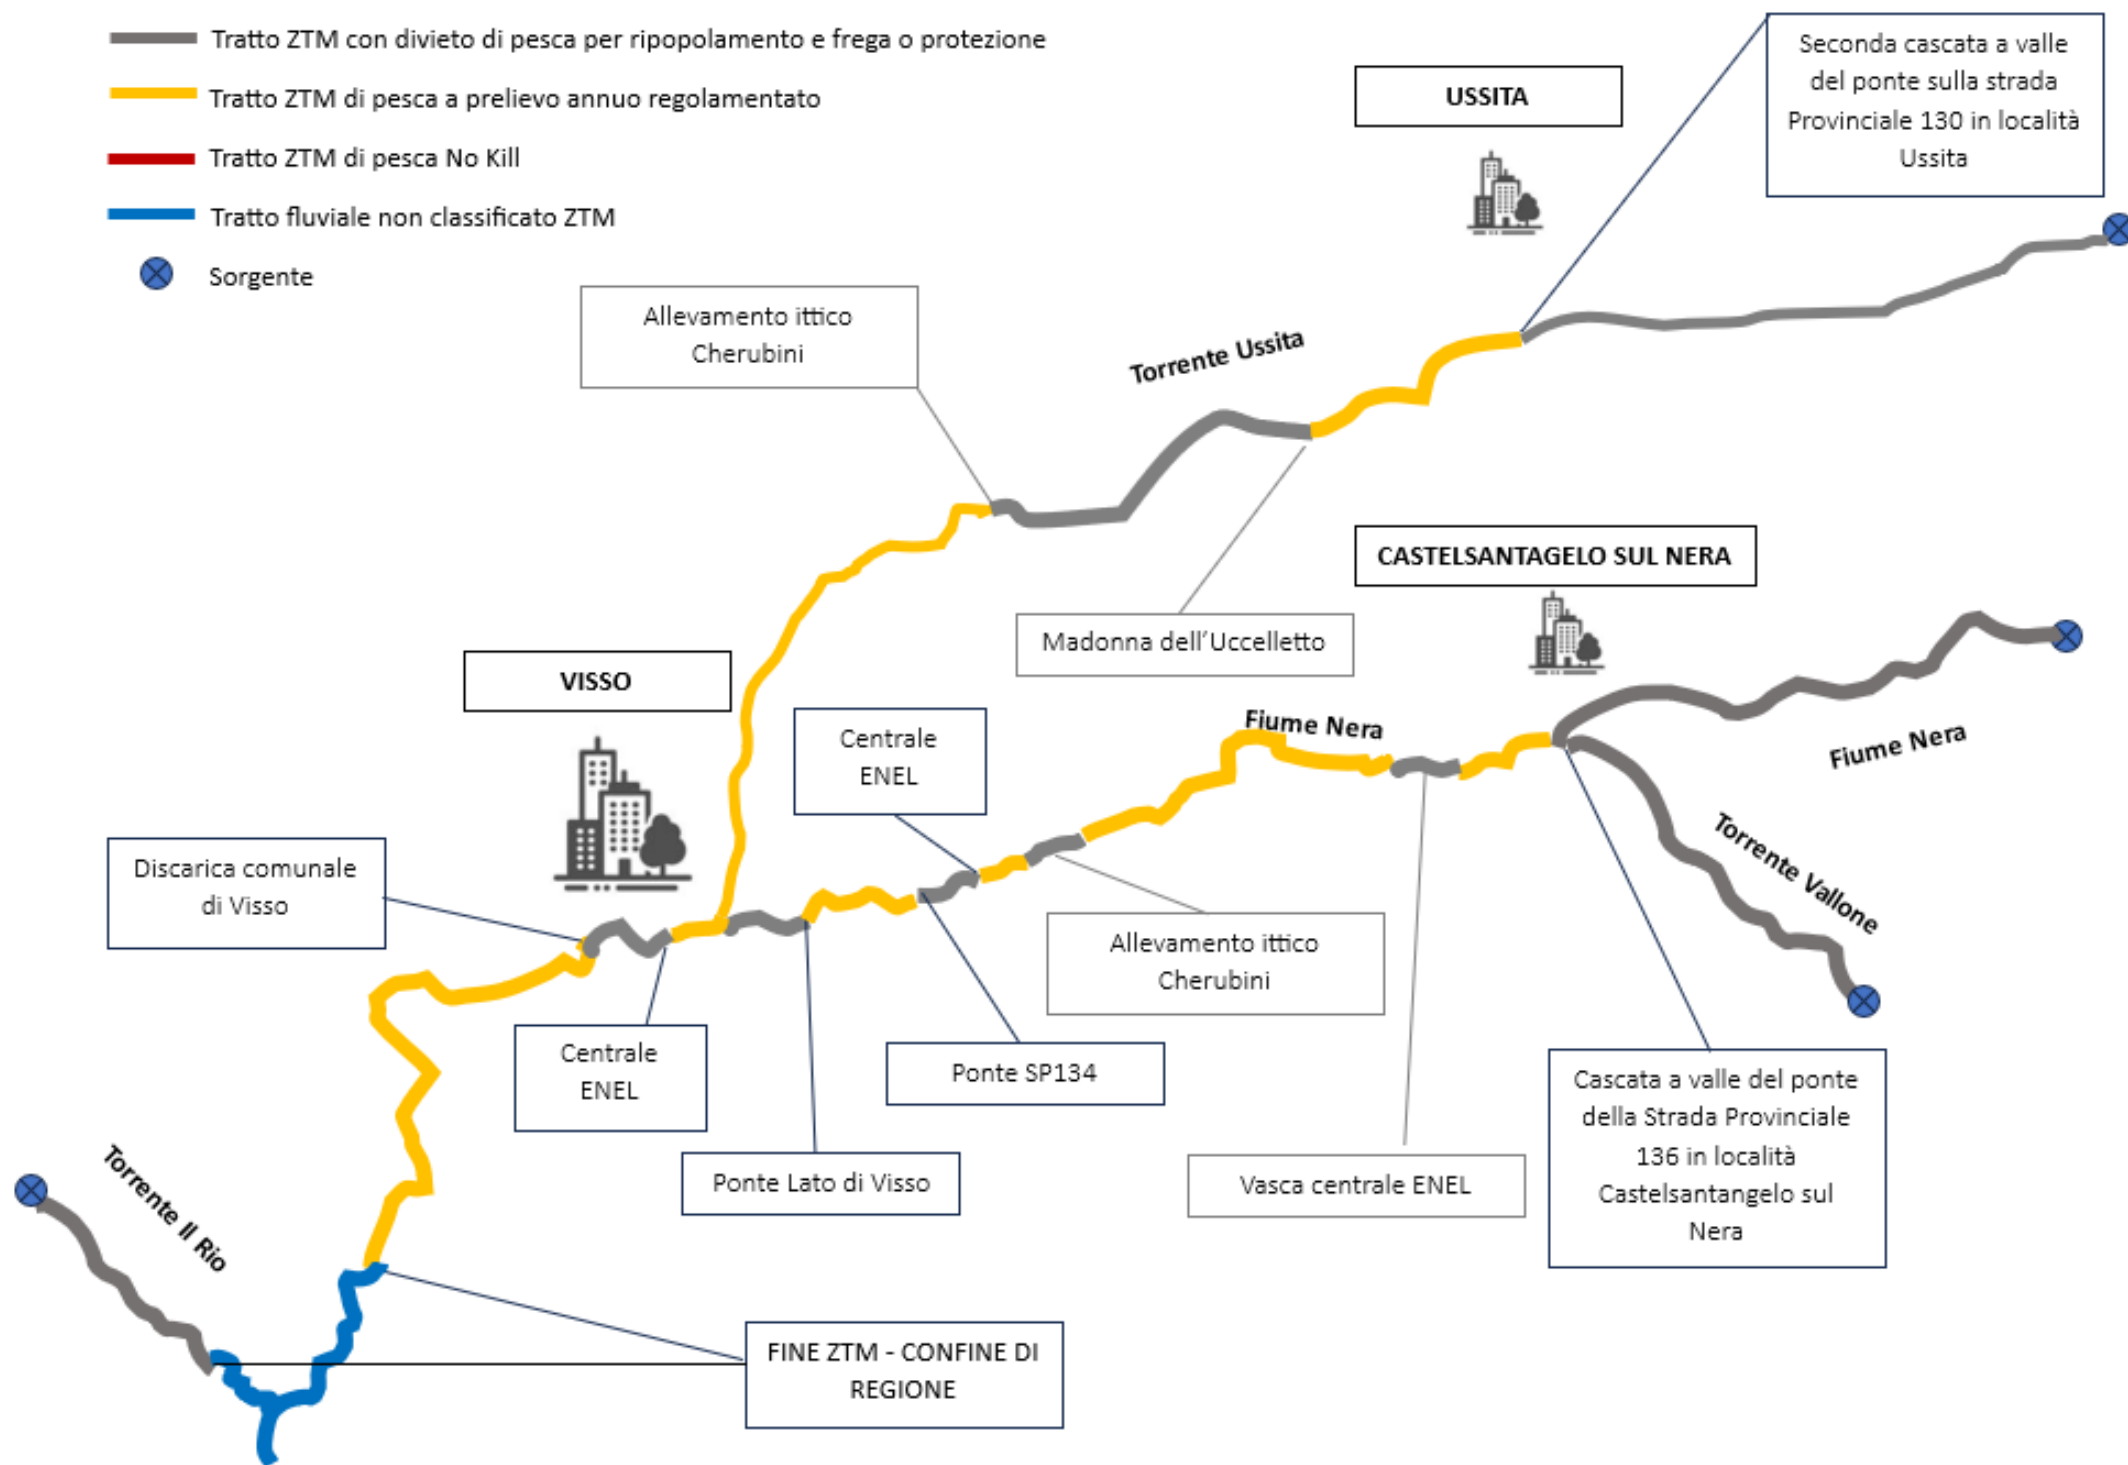 Tratto ZTM con divieto di pesca per ripopolamento e frega o protezione
Tratto ZTM di pesca a prelievo annuo regolamentato
Tratto ZTM di pesca No Kill
Tratto fluviale non classificato ZTM
Sorgente
USSITA
Seconda cascata a valle
del ponte sulla strada
Provinciale 130 in località
Ussita
Allevamento ittico
Cherubini
Torrente Ussita
CASTELSANTAGELO SUL NERA
Madonna dell'Uccelletto
VISSO
Centrale
ENEL
Fiume Nera
Fiume Nera
Torrente Vallone
Discarica comunale
di Visso
Allevamento ittico
Cherubini
Centrale
ENEL
Ponte SP134
Ponte Lato di Visso
Vasca centrale ENEL
Cascata a valle del ponte
della Strada Provinciale
136 in località
Castelsantangelo sul
Nera
Torrente Il Rio
FINE ZTM - CONFINE DI
REGIONE